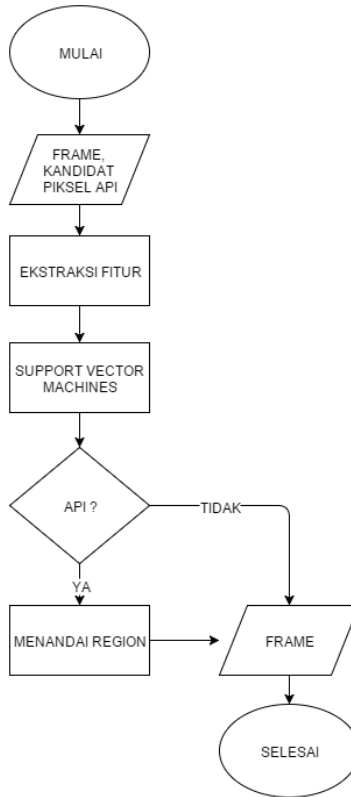 MULAI
FRAME,
KANDIDAT
PIKSEL API
EKSTRAKSI FITUR
SUPPORT VECTOR
MACHINES
API ?
TIDAK
YA
MENANDAI REGION
FRAME
SELESAI